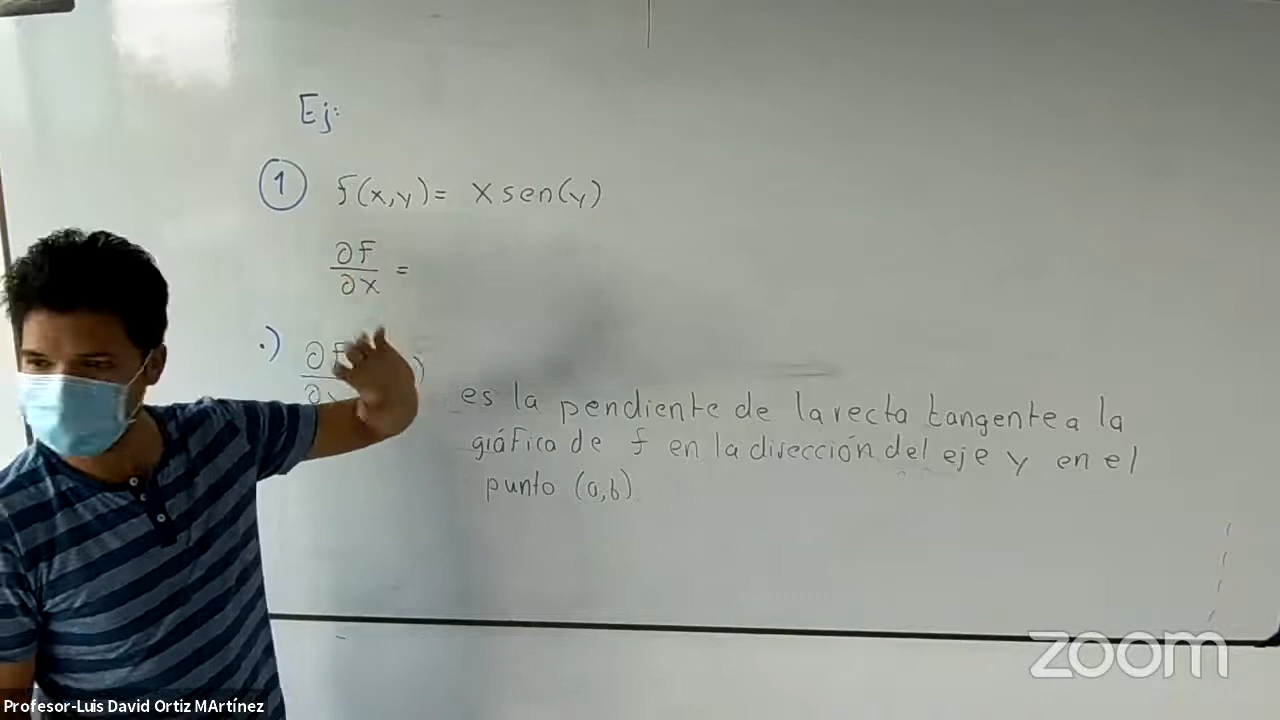 Ej:
① f(x,y)= x sen(y)
∂f/∂x =
.) ∂f
es la pendiente de la recta tangente a la
gráfica de f en la dirección del eje y en el
punto (a,b)
zoom
Profesor-Luis David Ortiz MArtínez